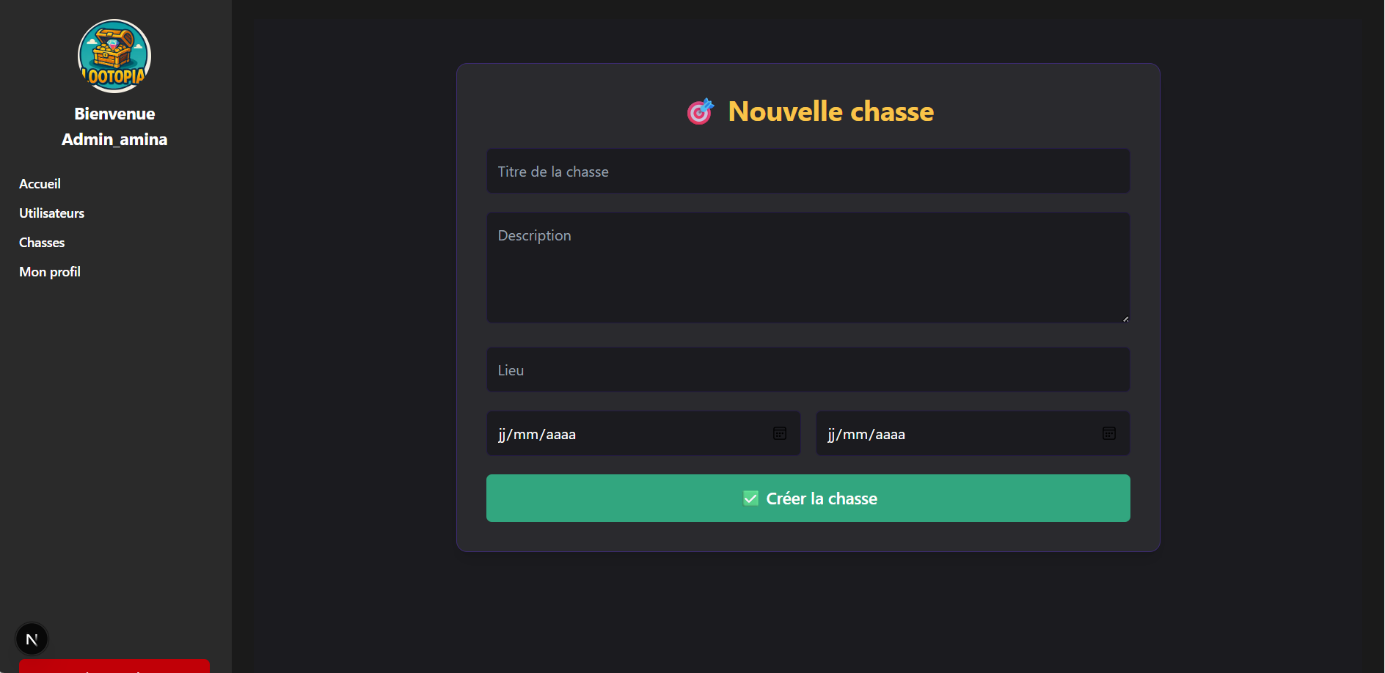 LOOTOPIA
Bienvenue
Admin_amina
Accueil
Utilisateurs
Chasses
Mon profil
N
🎯 Nouvelle chasse
Titre de la chasse
Description
Lieu
jj/mm/aaaa
jj/mm/aaaa
✅ Créer la chasse